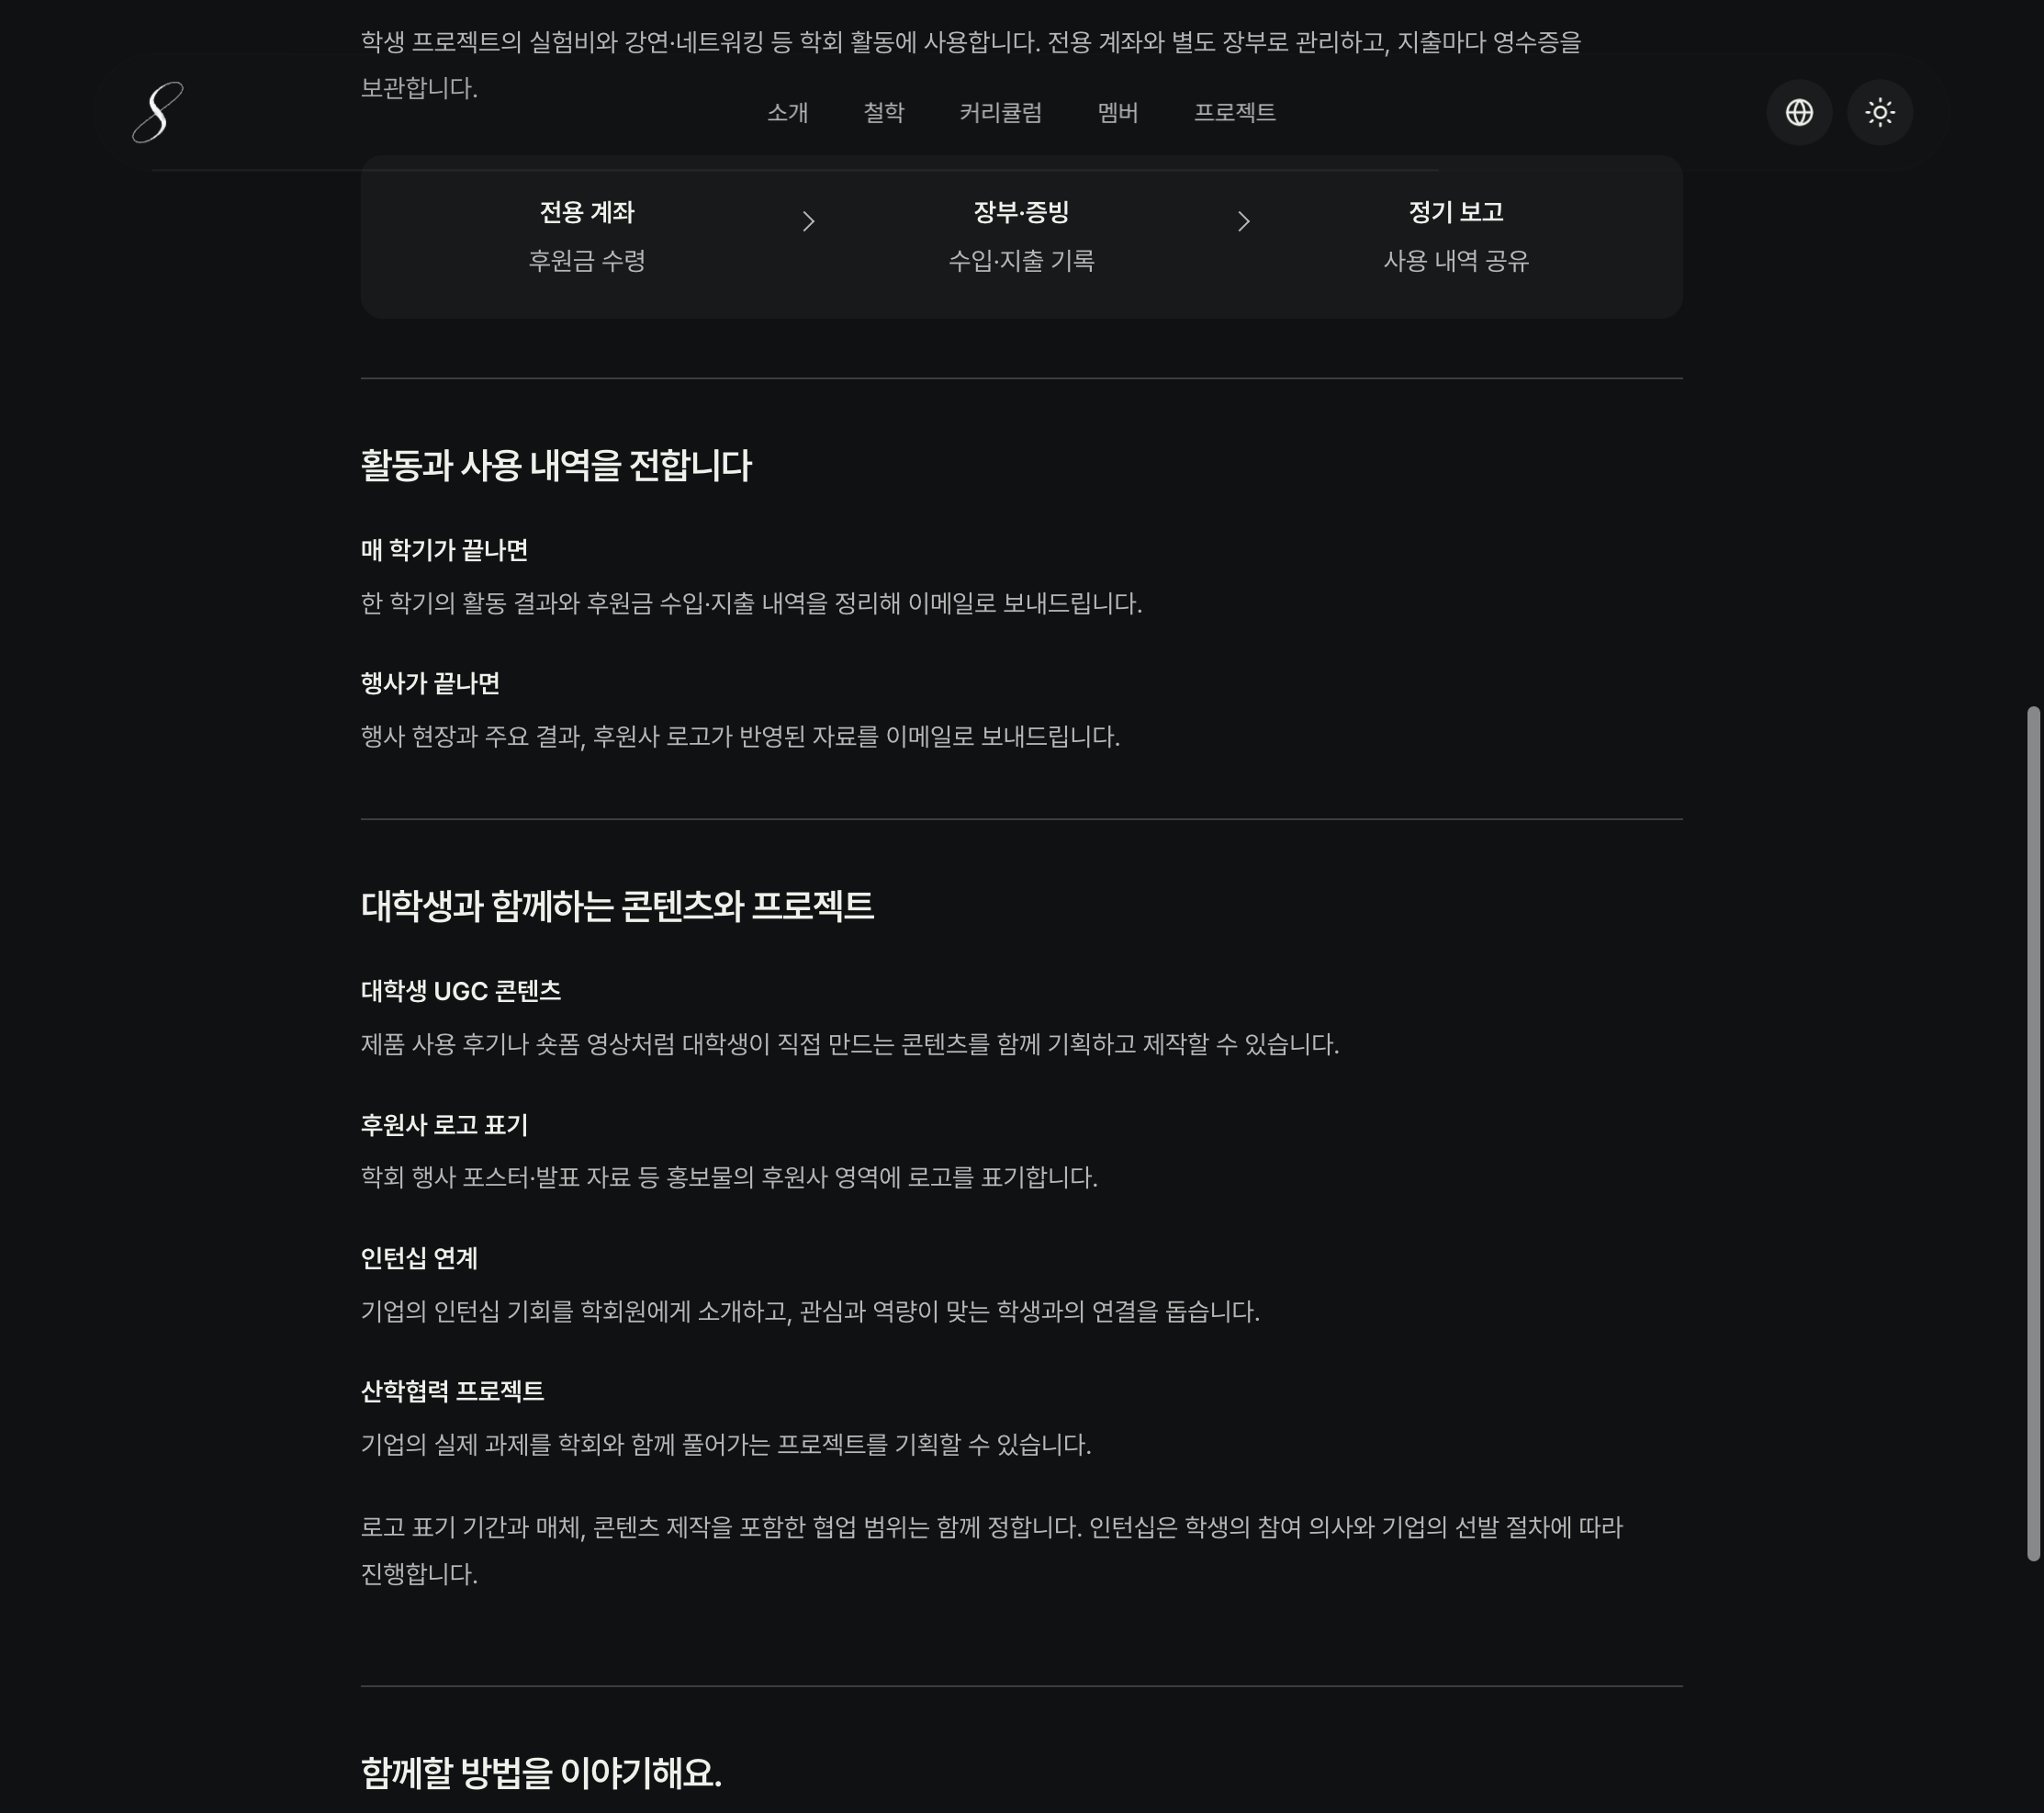 학생 프로젝트의 실험비와 강연·네트워킹 등 학회 활동에 사용합니다. 전용 계좌와 별도 장부로 관리하고, 지출마다 영수증을
보관합니다.
소개 철학 커리큘럼 멤버 프로젝트
전용 계좌 장부·증빙 정기 보고
후원금 수령 수입·지출 기록 사용 내역 공유
활동과 사용 내역을 전합니다
매 학기가 끝나면
한 학기의 활동 결과와 후원금 수입·지출 내역을 정리해 이메일로 보내드립니다.
행사가 끝나면
행사 현장과 주요 결과, 후원사 로고가 반영된 자료를 이메일로 보내드립니다.
대학생과 함께하는 콘텐츠와 프로젝트
대학생 UGC 콘텐츠
제품 사용 후기나 숏폼 영상처럼 대학생이 직접 만드는 콘텐츠를 함께 기획하고 제작할 수 있습니다.
후원사 로고 표기
학회 행사 포스터·발표 자료 등 홍보물의 후원사 영역에 로고를 표기합니다.
인턴십 연계
기업의 인턴십 기회를 학회원에게 소개하고, 관심과 역량이 맞는 학생과의 연결을 돕습니다.
산학협력 프로젝트
기업의 실제 과제를 학회와 함께 풀어가는 프로젝트를 기획할 수 있습니다.
로고 표기 기간과 매체, 콘텐츠 제작을 포함한 협업 범위는 함께 정합니다. 인턴십은 학생의 참여 의사와 기업의 선발 절차에 따라
진행합니다.
함께할 방법을 이야기해요.